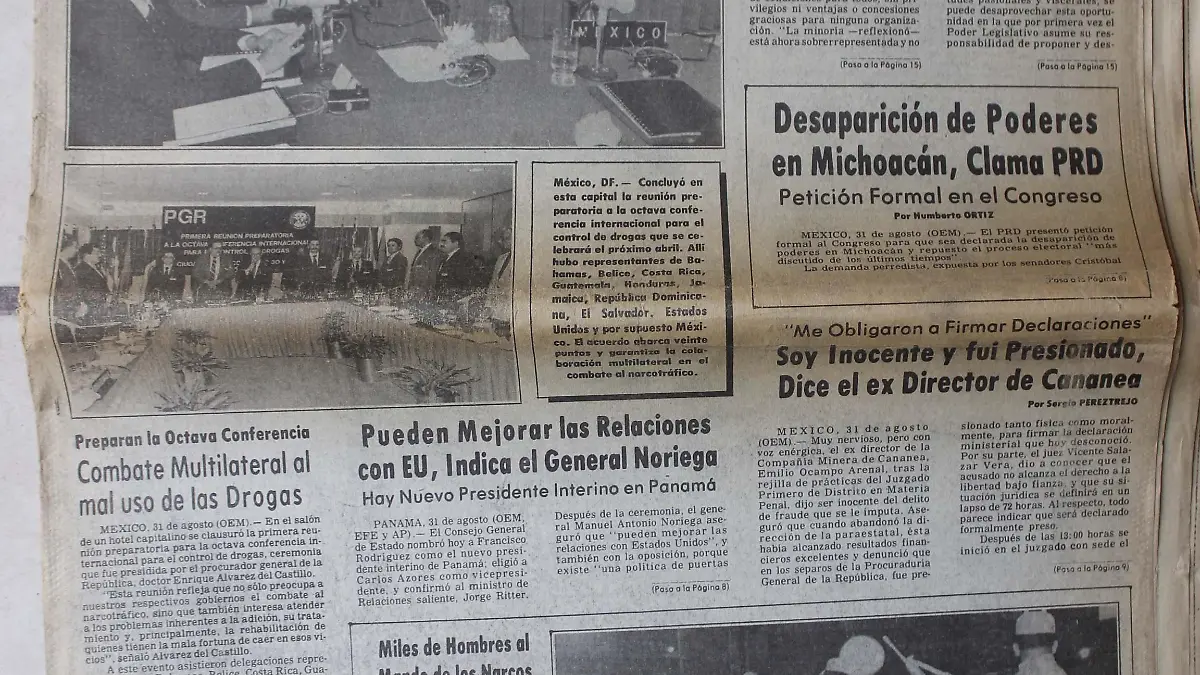 MEXICO
vilegios ni ventajas o concesiones
graciosas para ninguna organiza-
ción.
"La minoría —reflexionó—
está ahora sobrerrepresentada y no
(Pasa a la Página 15)
puede desaprovechar esta oportu-
nidad en la que por primera vez el
Poder Legislativo asume su res-
ponsabilidad de proponer y des-
(Pasa a la Página 15)
Desaparición de Poderes
en Michoacán, Clama PRD
Petición Formal en el Congreso
Por Humberto ORTIZ
MEXICO, 31 de agosto (OEM).— El PRD presentó petición
formal al Congreso para que sea declarada la desaparición de
poderes en Michoacán y repuesto el proceso electoral "más
discutido de los últimos tiempos"
La demanda perredista, expuesta por los senadores Cristóbal
PGR
PRIMERA REUNION PREPARATORIA
A LA OCTAVA CONFERENCIA INTERNACIONAL
México, DF.— Concluyó en
esta capital la reunión pre-
paratoria a la octava confe-
rencia internacional para el
control de drogas que se ce-
lebrará el próximo abril. Allí
hubo representantes de Ba-
hamas, Belice, Costa Rica,
Guatemala, Honduras, Ja-
maica, República Dominica-
na, El Salvador, Estados
Unidos y por supuesto Méxi-
co. El acuerdo abarca veinte
puntos y garantiza la cola-
boración multilateral en el
combate al narcotráfico.
"Me Obligaron a Firmar Declaraciones"
Soy Inocente y fui Presionado,
Dice el ex Director de Cananea
Por Sergio PEREZTREJO
MEXICO, 31 de agosto
(OEM).— Muy nervioso, pero con
voz enérgica, el ex director de la
Compañía Minera de Cananea,
Emilio Ocampo Arenal, tras la
rejilla de prácticas del Juzgado
Primero de Distrito en Materia
Penal, dijo ser inocente del delito
de fraude que se le imputa. Ase-
guró que cuando abandonó la di-
rección de la paraestatal, ésta
había alcanzado resultados finan-
cieros excelentes y denunció que
en los separos de la Procuraduría
General de la República, fue pre-
sionado tanto física como moral-
mente, para firmar la declaración
ministerial que hoy desconoció.
Por su parte, el juez Vicente Sala-
zar Vera, dio a conocer que el
acusado no alcanza el derecho a la
libertad bajo fianza, y que su si-
tuación jurídica se definirá en un
lapso de 72 horas. Al respecto, todo
parece indicar que será declarado
formalmente preso.
Después de las 13:00 horas se
inició en el juzgado con sede el
(Pasa a la Página 9)
Preparan la Octava Conferencia
Combate Multilateral al
mal uso de las Drogas
MEXICO, 31 de agosto (OEM).— En el salón
de un hotel capitalino se clausuró la primera reu-
nión preparatoria para la octava conferencia in-
ternacional para el control de drogas, ceremonia
que fue presidida por el procurador general de la
República, doctor Enrique Alvarez del Castillo.
"Esta reunión refleja que no sólo preocupa a
nuestros respectivos gobiernos el combate al
narcotráfico, sino que también interesa atender
a los problemas inherentes a la adición, su trata-
miento y, principalmente, la rehabilitación de
quienes tienen la mala fortuna de caer en esos vi-
cios", señaló Alvarez del Castillo.
A este evento asistieron delegaciones repre-
Belice, Costa Rica, Gua-
Pueden Mejorar las Relaciones
con EU, Indica el General Noriega
Hay Nuevo Presidente Interino en Panamá
PANAMA, 31 de agosto (OEM,
EFE y AP).— El Consejo General
de Estado nombró hoy a Francisco
Rodríguez como el nuevo presi-
dente interino de Panamá; eligió a
Carlos Azores como vicepresi-
dente, y confirmó al ministro de
Relaciones saliente, Jorge Ritter.
Después de la ceremonia, el gene-
ral Manuel Antonio Noriega ase-
guró que "pueden mejorar las
relaciones con Estados Unidos", y
también con la oposición, porque
existe "una política de puertas
(Pasa a la Página 8)
Miles de Hombres al
Mando de los Narcos